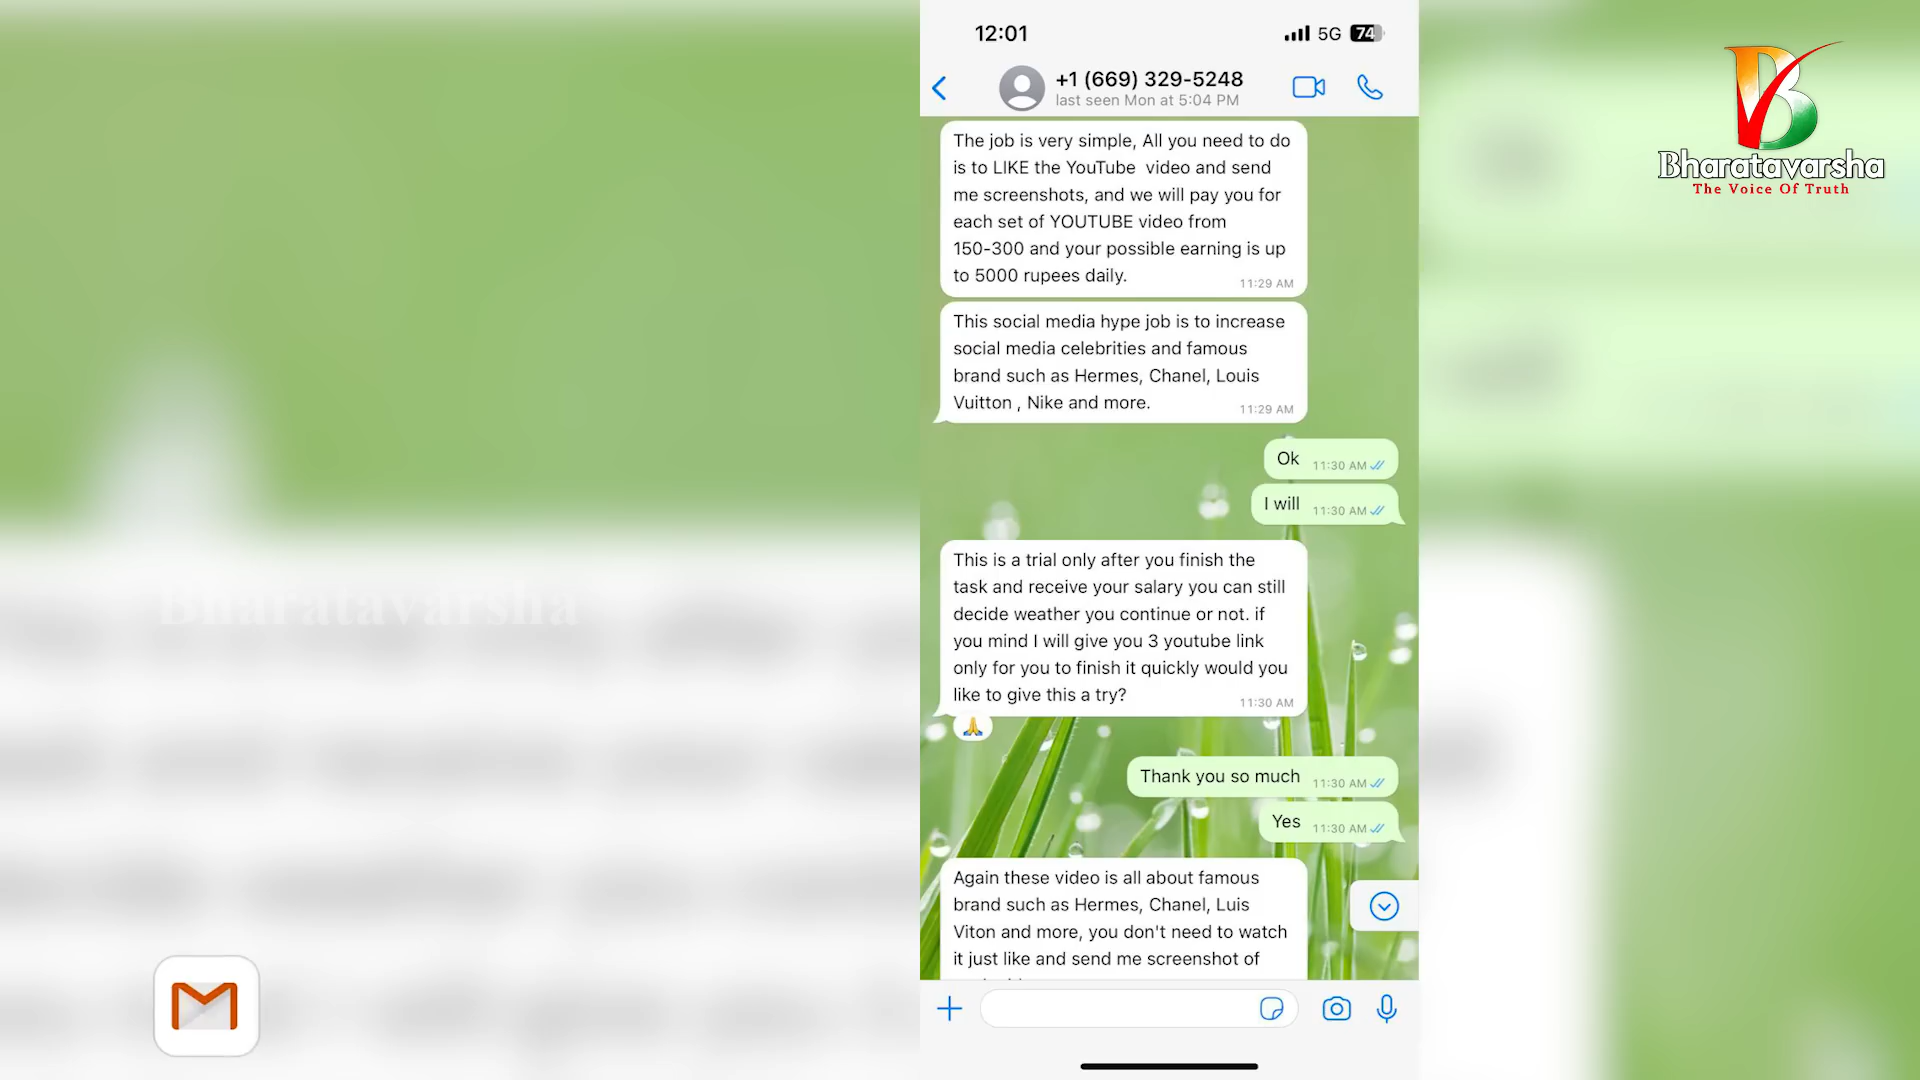 12:01
5G
74
+1 (669) 329-5248
last seen Mon at 5:04 PM
The job is very simple, All you need to do
is to LIKE the YouTube video and send
me screenshots, and we will pay you for
each set of YOUTUBE video from
150-300 and your possible earning is up
to 5000 rupees daily.
11:29 AM
This social media hype job is to increase
social media celebrities and famous
brand such as Hermes, Chanel, Louis
Vuitton , Nike and more.
11:29 AM
Ok 11:30 AM
I will 11:30 AM
This is a trial only after you finish the
task and receive your salary you can still
decide weather you continue or not. if
you mind I will give you 3 youtube link
only for you to finish it quickly would you
like to give this a try?
11:30 AM
🙏
Thank you so much 11:30 AM
Yes 11:30 AM
Again these video is all about famous
brand such as Hermes, Chanel, Luis
Viton and more, you don't need to watch
it just like and send me screenshot of
Bharatavarsha
The Voice Of Truth
Bharatavarsha